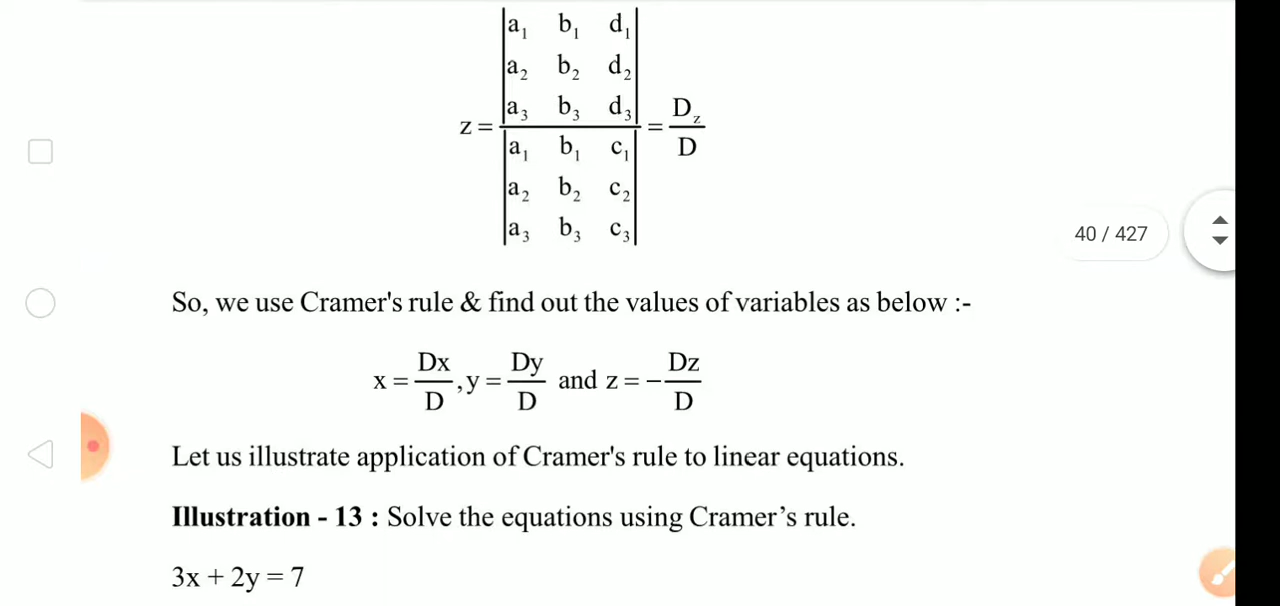 |a₁ b₁ d₁|
|a₂ b₂ d₂|
|a₃ b₃ d₃|
z = ― = D_z / D
|a₁ b₁ c₁|
|a₂ b₂ c₂|
|a₃ b₃ c₃|
40 / 427
So, we use Cramer's rule & find out the values of variables as below :-
x = Dx/D , y = Dy/D and z = − Dz/D
Let us illustrate application of Cramer's rule to linear equations.
Illustration - 13 : Solve the equations using Cramer’s rule.
3x + 2y = 7